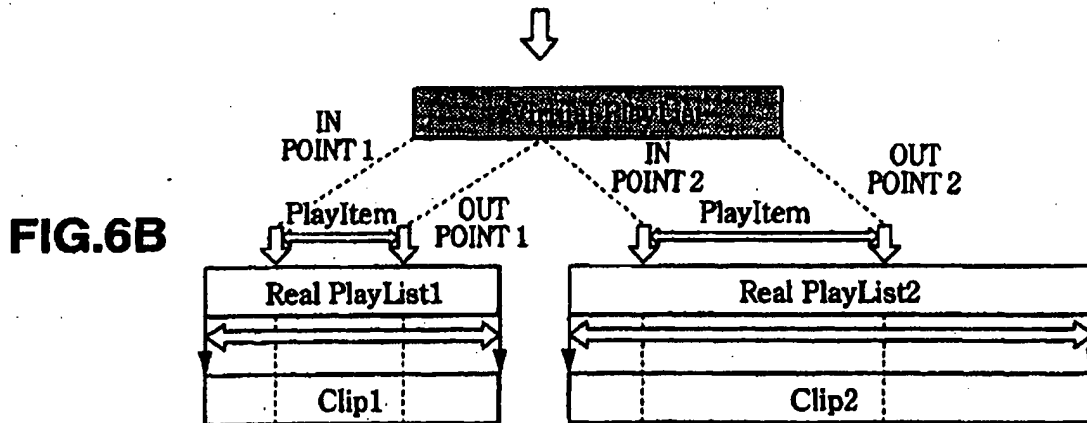 Virtual PlayList
IN
POINT 1
IN
POINT 2
OUT
POINT 2
PlayItem
OUT
POINT 1
PlayItem
FIG.6B
Real PlayList1
Real PlayList2
Clip1
Clip2